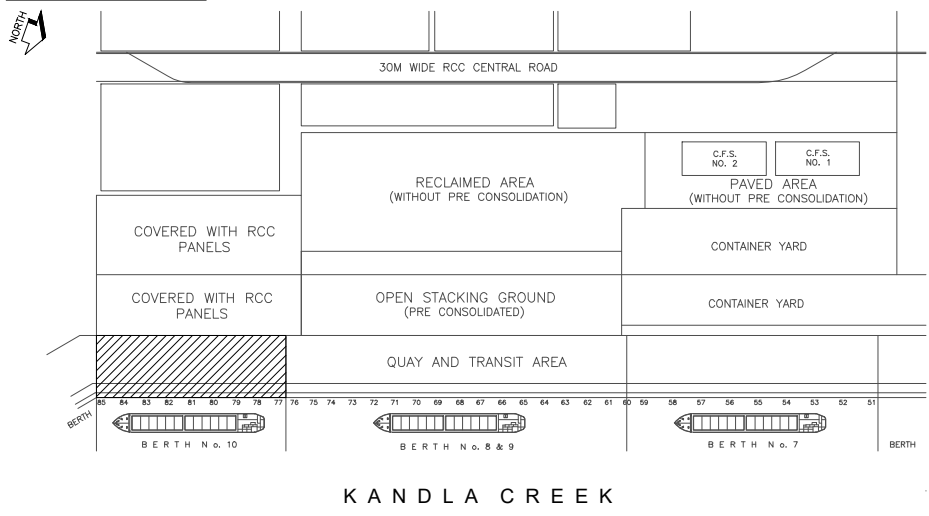 NORTH
30M WIDE RCC CENTRAL ROAD
C.F.S.
NO. 2
C.F.S.
NO. 1
RECLAIMED AREA
(WITHOUT PRE CONSOLIDATION)
PAVED AREA
(WITHOUT PRE CONSOLIDATION)
COVERED WITH RCC
PANELS
CONTAINER YARD
COVERED WITH RCC
PANELS
OPEN STACKING GROUND
(PRE CONSOLIDATED)
CONTAINER YARD
QUAY AND TRANSIT AREA
85 84 83 82 81 80 79 78 77 76 75 74 73 72 71 70 69 68 67 66 65 64 63 62 61 60 59 58 57 56 55 54 53 52 51
BERTH
BERTH No. 10
BERTH No. 8 & 9
BERTH No. 7
BERTH
KANDLA CREEK